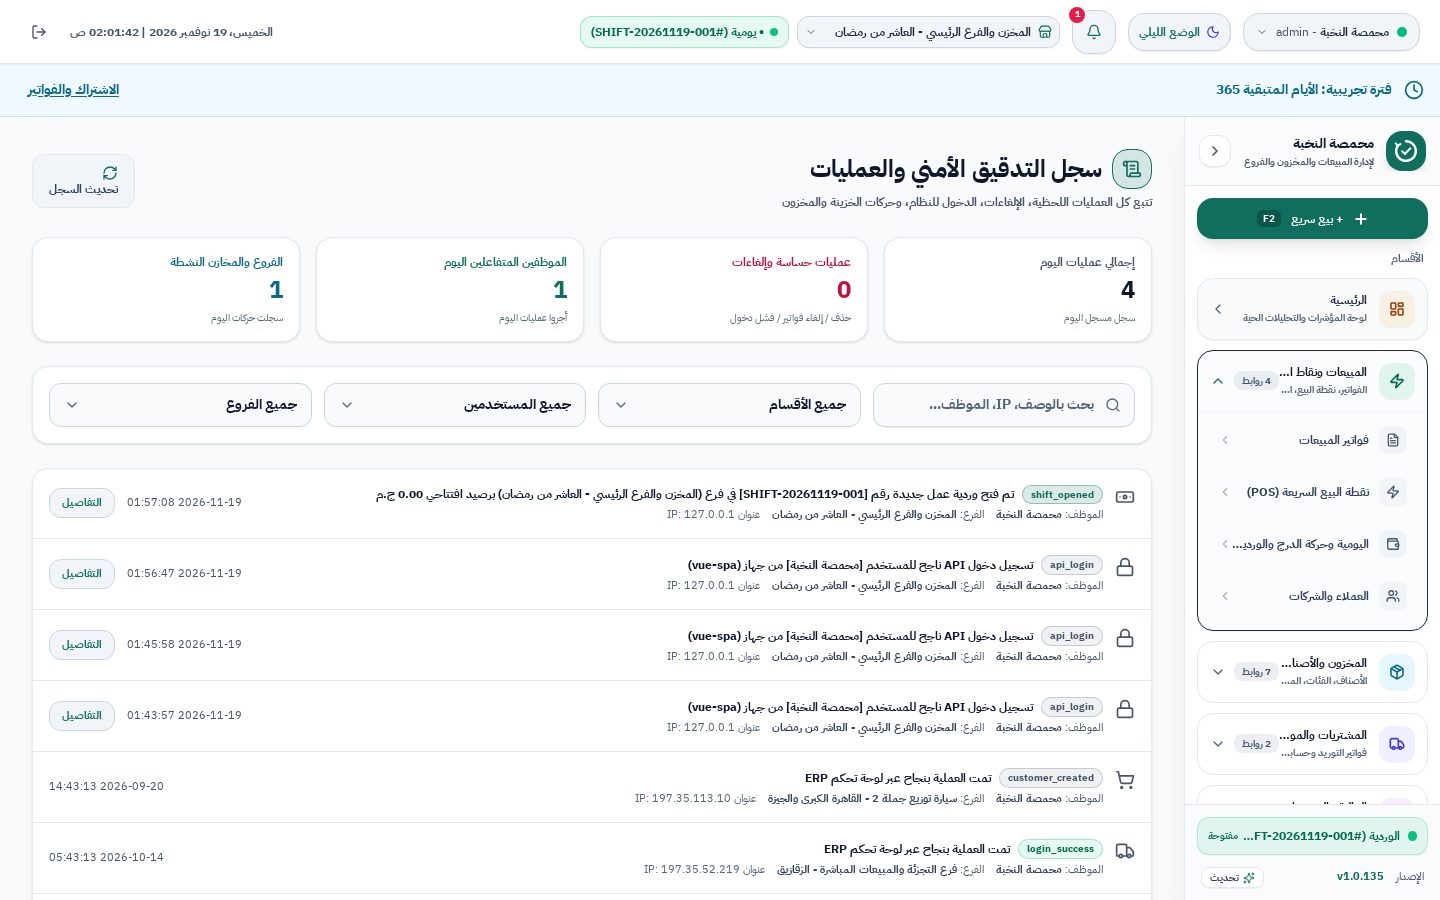 محمصة النخبة - admin
الوضع الليلي
1
المخزن والفرع الرئيسي - العاشر من رمضان
• يومية (#SHIFT-20261119-001)
الخميس، 19 نوفمبر 2026 | 02:01:42 ص
فترة تجريبية: الأيام المتبقية 365
الاشتراك والفواتير
محمصة النخبة
لإدارة المبيعات والمخزون والفروع
+ بيع سريع F2
الأقسام
الرئيسية
لوحة المؤشرات والتحليلات الحية
المبيعات ونقاط ا...
4 روابط
الفواتير، نقطة البيع، ا...
فواتير المبيعات
نقطة البيع السريعة (POS)
اليومية وحركة الدرج والورديـ...
العملاء والشركات
المخزون والأصنا...
7 روابط
الأصناف، الفئات، المـ...
المشتريات والمو...
2 روابط
فواتير التوريد وحسابـ...
الوردية (#FT-20261119-001... مفتوحة
الإصدار v1.0.135
تحديث
سجل التدقيق الأمني والعمليات
تتبع كل العمليات اللحظية، الإلغاءات، الدخول للنظام، وحركات الخزينة والمخزون
تحديث السجل
إجمالي عمليات اليوم
4
سجل مسجل اليوم
عمليات حساسة وإلغاءات
0
حذف / إلغاء فواتير / فشل دخول
الموظفين المتفاعلين اليوم
1
أجروا عمليات اليوم
الفروع والمخازن النشطة
1
سجلت حركات اليوم
بحث بالوصف، IP، الموظف...
جميع الأقسام
جميع المستخدمين
جميع الفروع
shift_opened تم فتح وردية عمل جديدة رقم [SHIFT-20261119-001] في فرع (المخزن والفرع الرئيسي - العاشر من رمضان) برصيد افتتاحي 0.00 ج.م
الموظف: محمصة النخبة الفرع: المخزن والفرع الرئيسي - العاشر من رمضان عنوان IP: 127.0.0.1
2026-11-19 01:57:08
التفاصيل
api_login تسجيل دخول API ناجح للمستخدم [محمصة النخبة] من جهاز (vue-spa)
الموظف: محمصة النخبة الفرع: المخزن والفرع الرئيسي - العاشر من رمضان عنوان IP: 127.0.0.1
2026-11-19 01:56:47
التفاصيل
api_login تسجيل دخول API ناجح للمستخدم [محمصة النخبة] من جهاز (vue-spa)
الموظف: محمصة النخبة الفرع: المخزن والفرع الرئيسي - العاشر من رمضان عنوان IP: 127.0.0.1
2026-11-19 01:45:58
التفاصيل
api_login تسجيل دخول API ناجح للمستخدم [محمصة النخبة] من جهاز (vue-spa)
الموظف: محمصة النخبة الفرع: المخزن والفرع الرئيسي - العاشر من رمضان عنوان IP: 127.0.0.1
2026-11-19 01:43:57
التفاصيل
customer_created تمت العملية بنجاح عبر لوحة تحكم ERP
الموظف: محمصة النخبة الفرع: سيارة توزيع جملة 2 - القاهرة الكبرى والجيزة عنوان IP: 197.35.113.10
2026-09-20 14:43:13
login_success تمت العملية بنجاح عبر لوحة تحكم ERP
الموظف: محمصة النخبة الفرع: فرع التجزئة والمبيعات المباشرة - الزقازيق عنوان IP: 197.35.52.219
2026-10-14 05:43:13